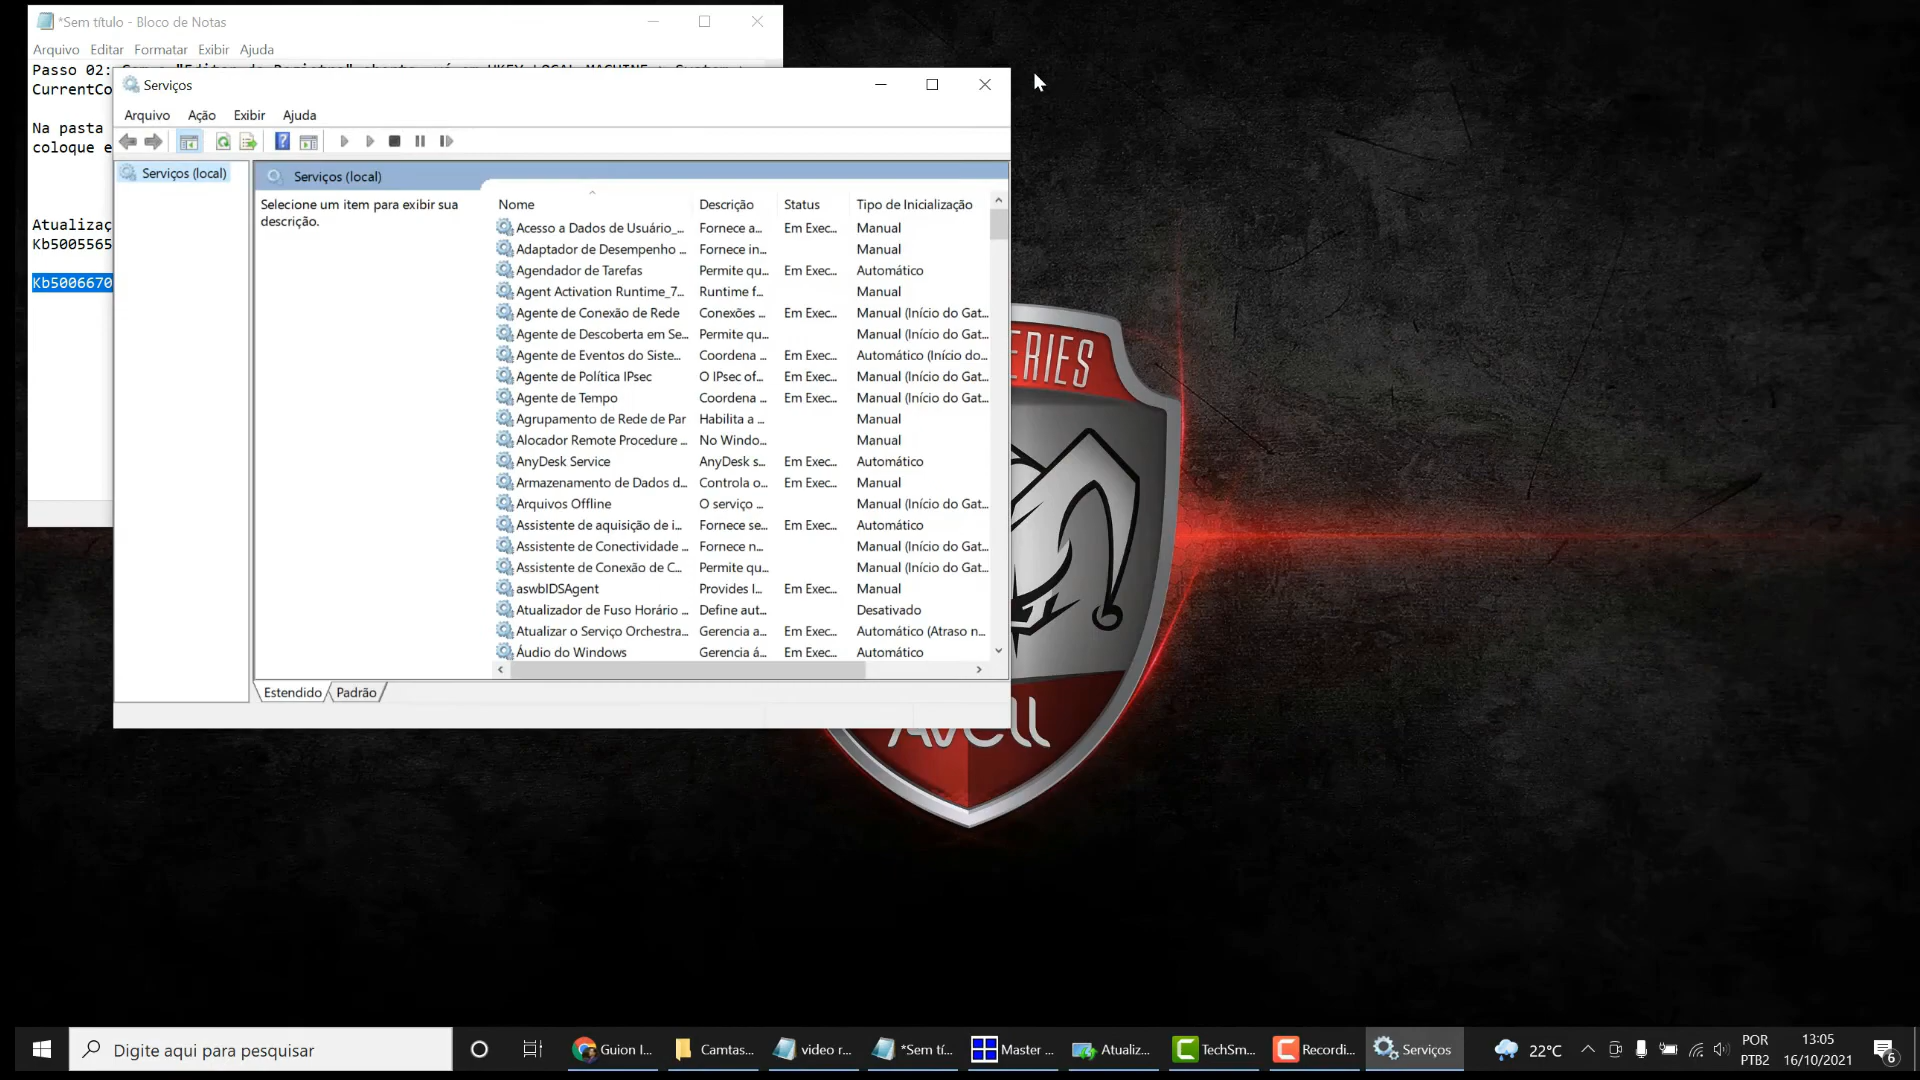 *Sem título - Bloco de Notas
Arquivo Editar Formatar Exibir Ajuda
Passo 02:
CurrentCo
Na pasta
coloque e
Atualizaç
Kb5005565
Kb5006670
Serviços
Arquivo Ação Exibir Ajuda
Serviços (local)
Serviços (local)
Selecione um item para exibir sua
descrição.
Nome Descrição Status Tipo de Inicialização
Acesso a Dados de Usuário_... Fornece a... Em Exec... Manual
Adaptador de Desempenho ... Fornece in... Manual
Agendador de Tarefas Permite qu... Em Exec... Automático
Agent Activation Runtime_7... Runtime f... Manual
Agente de Conexão de Rede Conexões ... Em Exec... Manual (Início do Gat...
Agente de Descoberta em Se... Permite qu... Manual (Início do Gat...
Agente de Eventos do Siste... Coordena ... Em Exec... Automático (Início do...
Agente de Política IPsec O IPsec of... Em Exec... Manual (Início do Gat...
Agente de Tempo Coordena ... Em Exec... Manual (Início do Gat...
Agrupamento de Rede de Par Habilita a ... Manual
Alocador Remote Procedure ... No Windo... Manual
AnyDesk Service AnyDesk s... Em Exec... Automático
Armazenamento de Dados d... Controla o... Em Exec... Manual
Arquivos Offline O serviço ... Manual (Início do Gat...
Assistente de aquisição de i... Fornece se... Em Exec... Automático
Assistente de Conectividade ... Fornece n... Manual (Início do Gat...
Assistente de Conexão de C... Permite qu... Manual (Início do Gat...
aswbIDSAgent Provides I... Em Exec... Manual
Atualizador de Fuso Horário ... Define aut... Desativado
Atualizar o Serviço Orchestra... Gerencia a... Em Exec... Automático (Atraso n...
Áudio do Windows Gerencia á... Em Exec... Automático
Estendido Padrão
ERIES
Avell
Digite aqui para pesquisar
Guion I... Camtas... video r... *Sem tí... Master ... Atualiz... TechSm... Recordi... Serviços
22°C
POR
PTB2
13:05
16/10/2021
6